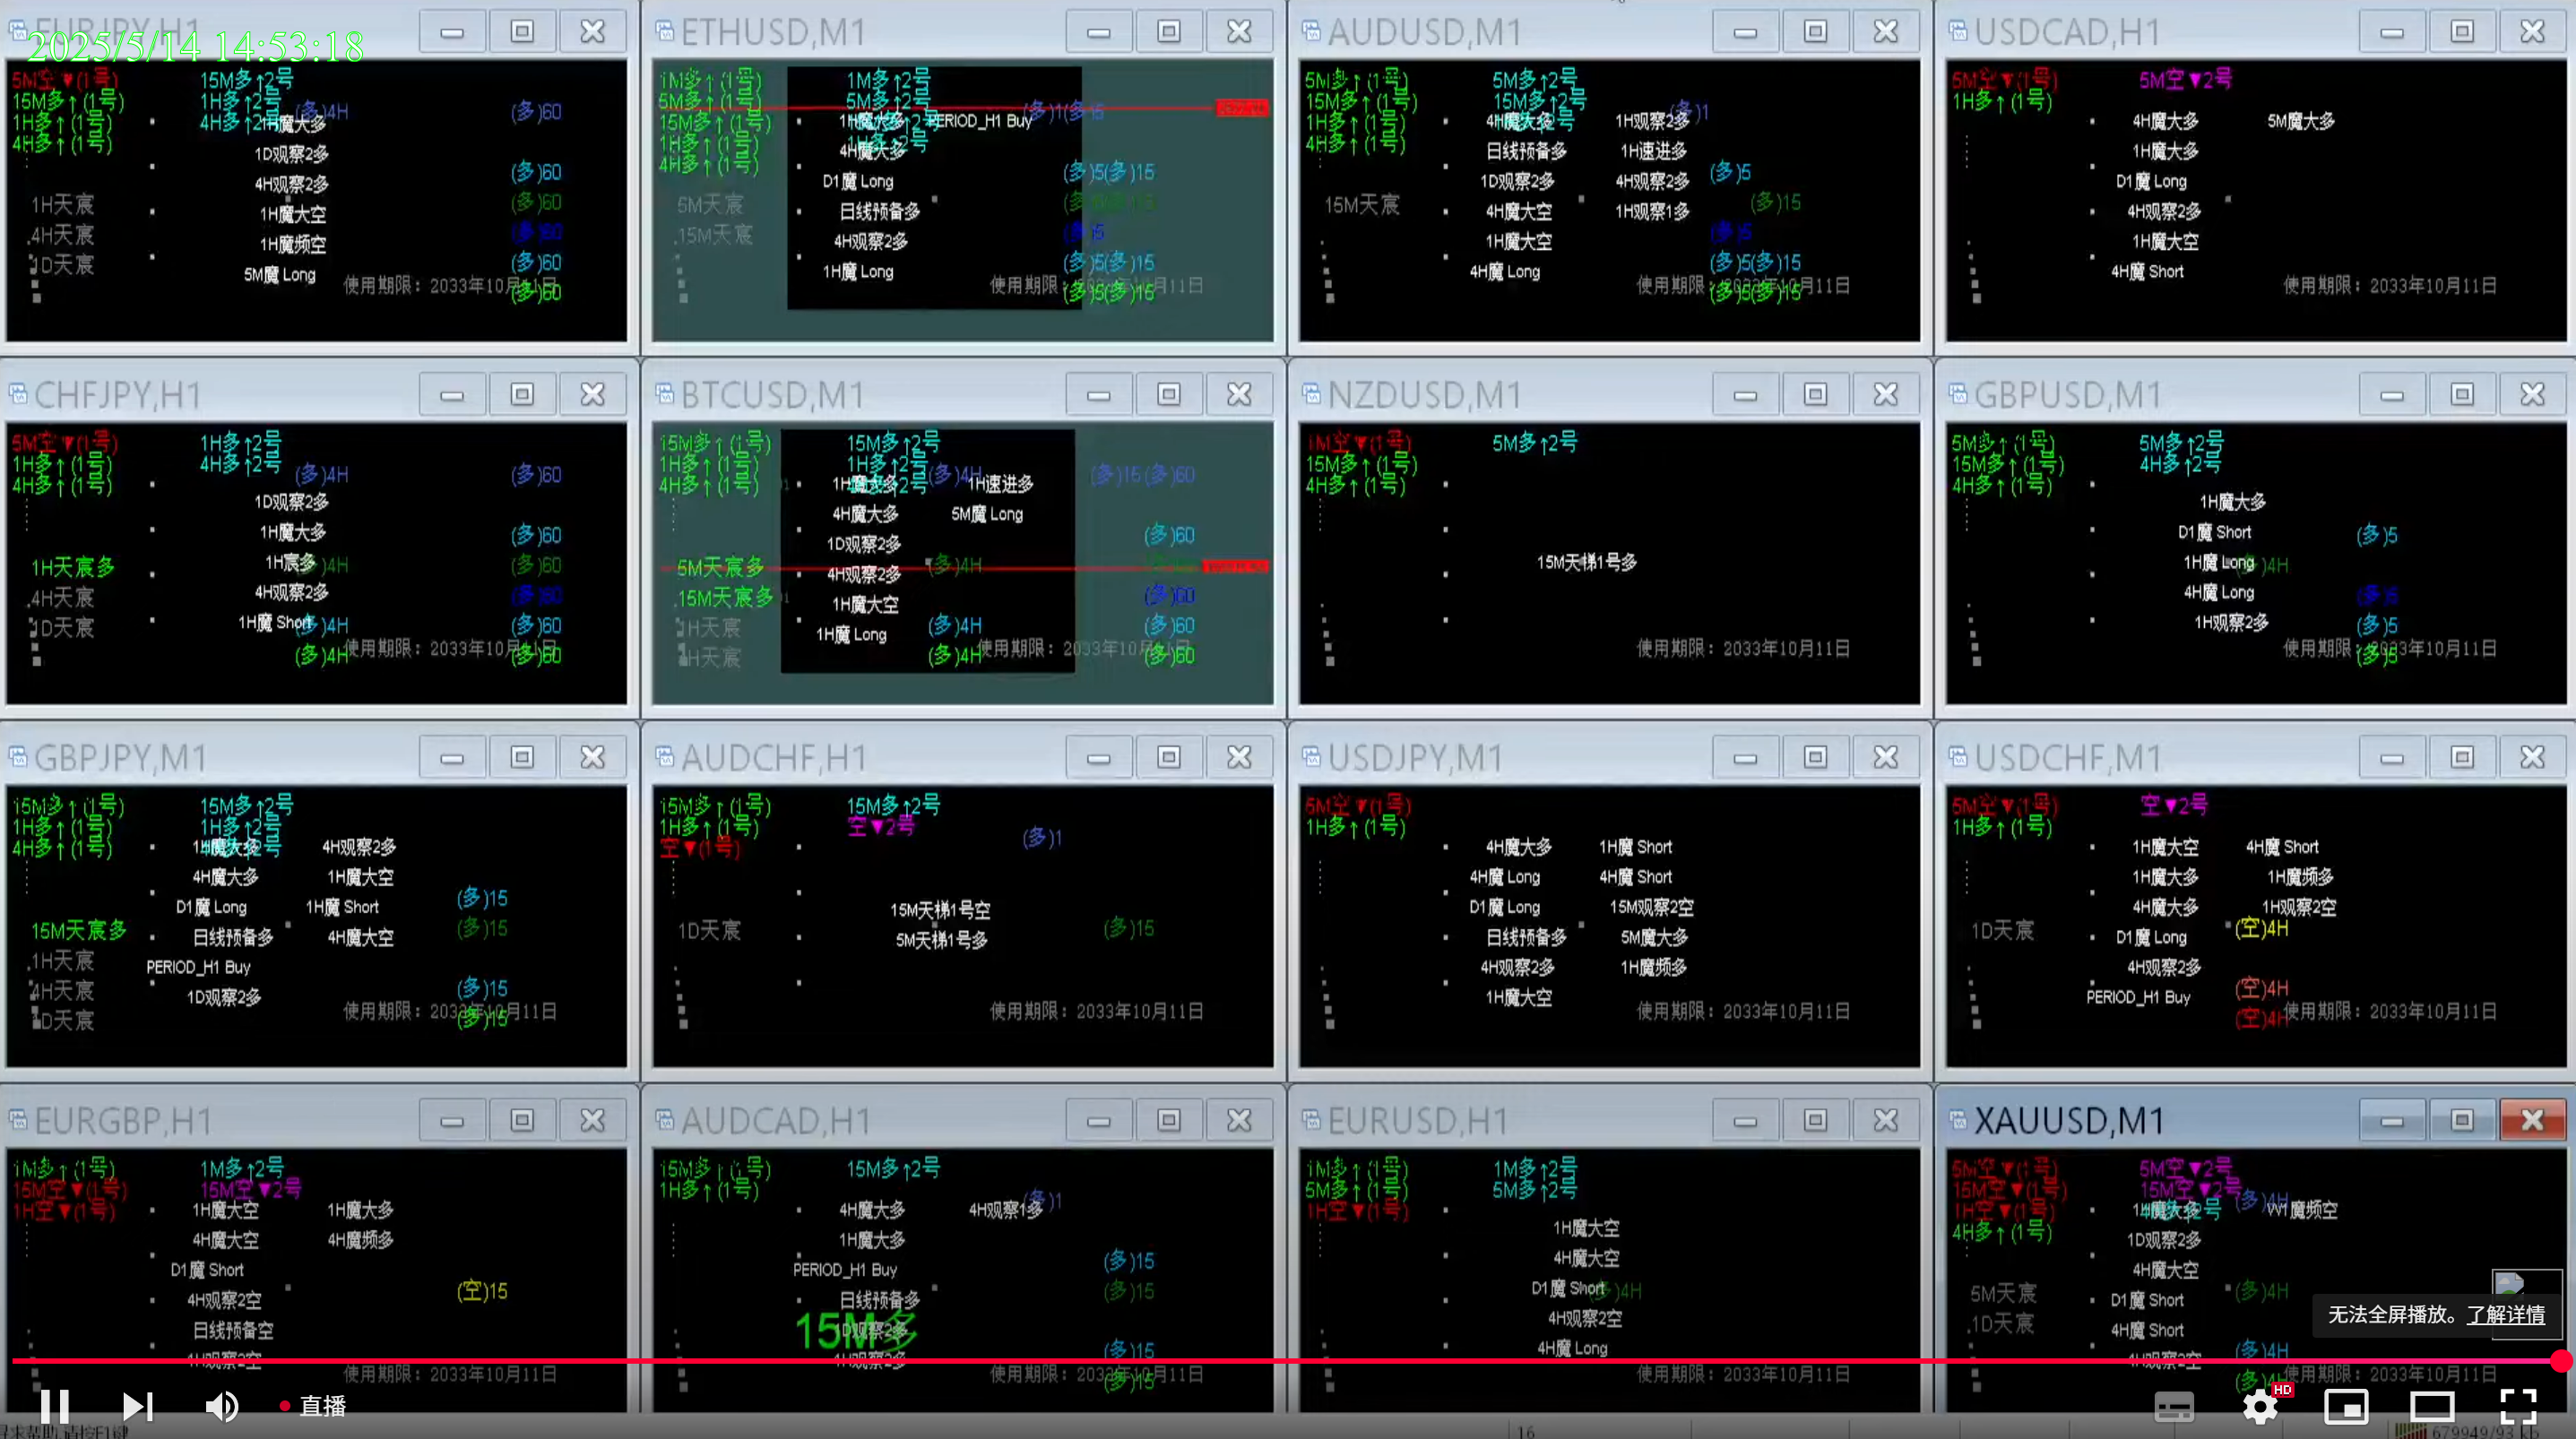 EURJPY,H1
2025/5/14 14:53:18
5M空▼(1号)
15M多↑(1号)
1H多↑(1号)
4H多↑(1号)
15M多↑2号
1H多↑2号
4H多↑2号
(多)4H
(多)60
1H魔大多
1D观察2多
4H观察2多
(多)60
1H天宸
(多)60
1H魔大空
4H天宸
(多)60
1H魔频空
1D天宸
(多)60
5M魔 Long
使用期限：2033年10月11日
(多)60
ETHUSD,M1
1M多↑(1号)
5M多↑(1号)
15M多↑(1号)
1H多↑(1号)
4H多↑(1号)
1M多↑2号
5M多↑2号
(多)1(多)5
1H魔大多
PERIOD_H1 Buy
4H魔大多
D1魔 Long
(多)5(多)15
5M天宸
日线预备多
15M天宸
4H观察2多
(多)5
1H魔 Long
(多)5(多)15
使用期限：2033年10月11日
(多)5(多)15
AUDUSD,M1
5M多↑(1号)
15M多↑(1号)
1H多↑(1号)
4H多↑(1号)
5M多↑2号
15M多↑2号
(多)1
4H魔大多
1H观察2多
日线预备多
1H速进多
1D观察2多
4H观察2多
(多)5
15M天宸
4H魔大空
1H观察1多
(多)15
1H魔大空
(多)5
4H魔 Long
(多)5(多)15
使用期限：2033年10月11日
(多)5(多)15
USDCAD,H1
5M空▼(1号)
1H多↑(1号)
5M空▼2号
4H魔大多
5M魔大多
1H魔大多
D1魔 Long
4H观察2多
1H魔大空
4H魔 Short
使用期限：2033年10月11日
CHFJPY,H1
5M空▼(1号)
1H多↑(1号)
4H多↑(1号)
1H多↑2号
4H多↑2号
(多)4H
(多)60
1D观察2多
1H魔大多
(多)60
1H天宸多
1H宸多
(多)4H
(多)60
4H天宸
4H观察2多
(多)60
1D天宸
1H魔 Short
(多)4H
(多)60
使用期限：2033年10月11日
(多)4H
(多)60
BTCUSD,M1
15M多↑(1号)
1H多↑(1号)
4H多↑(1号)
15M多↑2号
1H多↑2号
4H多↑2号
(多)4H
(多)15(多)60
1H魔大多
1H速进多
4H魔大多
5M魔 Long
1D观察2多
(多)60
5M天宸多
4H观察2多
(多)4H
15M天宸多
1H魔大空
(多)60
1H天宸
1H魔 Long
(多)4H
(多)60
4H天宸
使用期限：2033年10月11日
(多)4H
(多)60
NZDUSD,M1
1M空▼(1号)
15M多↑(1号)
4H多↑(1号)
5M多↑2号
15M天梯1号多
使用期限：2033年10月11日
GBPUSD,M1
5M多↑(1号)
15M多↑(1号)
4H多↑(1号)
5M多↑2号
4H多↑2号
1H魔大多
D1魔 Short
(多)5
1H魔 Long
(多)4H
4H魔 Long
(多)5
1H观察2多
(多)5
使用期限：2033年10月11日
(多)5
GBPJPY,M1
15M多↑(1号)
1H多↑(1号)
4H多↑(1号)
15M多↑2号
1H多↑2号
4H多↑2号
1H魔大多
4H观察2多
4H魔大多
1H魔大空
D1魔 Long
1H魔 Short
(多)15
15M天宸多
日线预备多
4H魔大空
(多)15
1H天宸
PERIOD_H1 Buy
4H天宸
1D观察2多
(多)15
1D天宸
使用期限：2033年10月11日
(多)15
AUDCHF,H1
15M多↑(1号)
1H多↑(1号)
空▼(1号)
15M多↑2号
空▼2号
(多)1
15M天梯1号空
1D天宸
5M天梯1号多
(多)15
使用期限：2033年10月11日
USDJPY,M1
5M空▼(1号)
1H多↑(1号)
4H魔大多
1H魔 Short
4H魔 Long
4H魔 Short
D1魔 Long
15M观察2空
日线预备多
5M魔大多
4H观察2多
1H魔频多
1H魔大空
使用期限：2033年10月11日
USDCHF,M1
5M空▼(1号)
1H多↑(1号)
空▼2号
1H魔大空
4H魔 Short
1H魔大多
1H魔频多
4H魔大多
1H观察2空
1D天宸
D1魔 Long
(空)4H
4H观察2多
PERIOD_H1 Buy
(空)4H
(空)4H
使用期限：2033年10月11日
EURGBP,H1
1M多↑(1号)
15M空▼(1号)
1H空▼(1号)
1M多↑2号
15M空▼2号
1H魔大空
1H魔大多
4H魔大空
4H魔频多
D1魔 Short
4H观察2空
(空)15
日线预备空
1H观察2空
使用期限：2033年10月11日
AUDCAD,H1
15M多↑(1号)
1H多↑(1号)
15M多↑2号
(多)1
4H魔大多
4H观察1多
1H魔大多
PERIOD_H1 Buy
(多)15
日线预备多
(多)15
15M多
1D观察2多
(多)15
使用期限：2033年10月11日
(多)15
EURUSD,H1
1M多↑(1号)
5M多↑(1号)
1H空▼(1号)
1M多↑2号
5M多↑2号
1H魔大空
4H魔大空
D1魔 Short
(多)4H
4H观察2空
4H魔 Long
使用期限：2033年10月11日
XAUUSD,M1
5M空▼(1号)
15M空▼(1号)
1H空▼(1号)
4H多↑(1号)
5M空▼2号
15M空▼2号
(多)4H
1H魔大多
W1魔频空
1D观察2多
4H魔大空
5M天宸
D1魔 Short
(多)4H
1D天宸
4H魔 Short
无法全屏播放。了解详情
(多)4H
使用期限：2033年10月11日
直播
HD
16
679949/93 kb